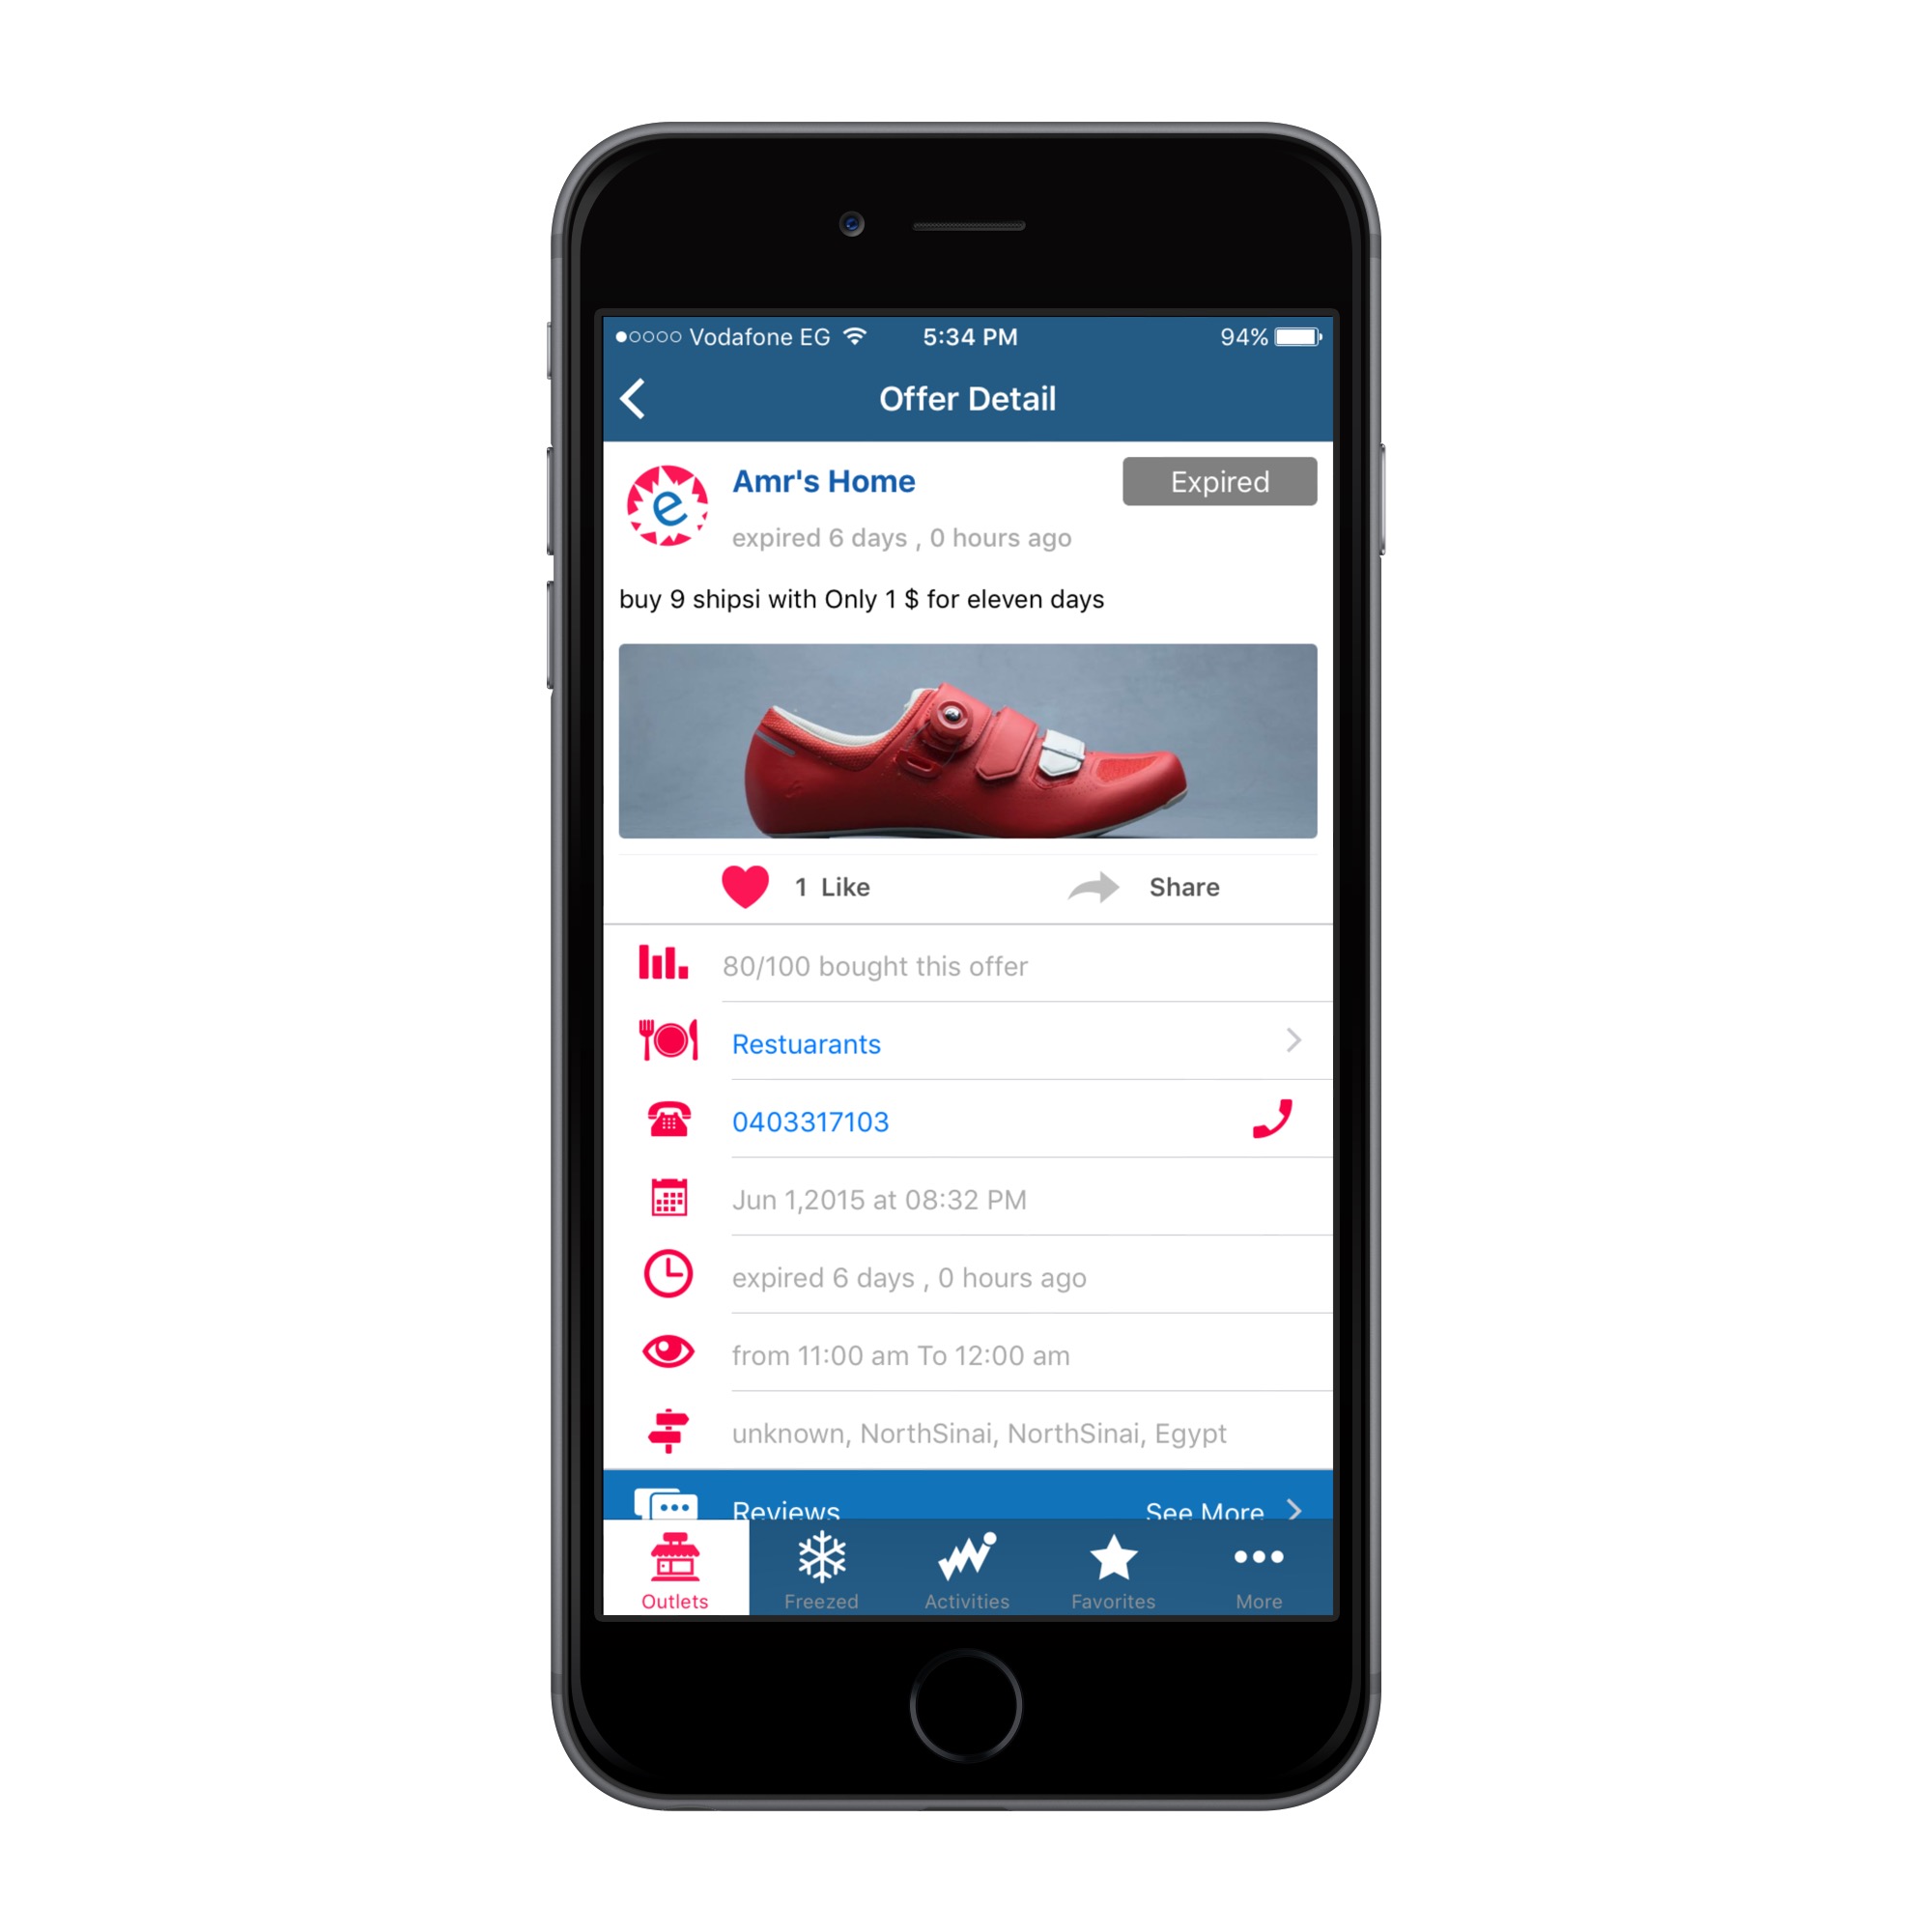 Vodafone EG 5:34 PM 94%
Offer Detail
e
Amr's Home
Expired
expired 6 days , 0 hours ago
buy 9 shipsi with Only 1 $ for eleven days
1 Like Share
80/100 bought this offer
Restuarants
0403317103
Jun 1,2015 at 08:32 PM
expired 6 days , 0 hours ago
from 11:00 am To 12:00 am
unknown, NorthSinai, NorthSinai, Egypt
Reviews See More
Outlets Freezed Activities Favorites More